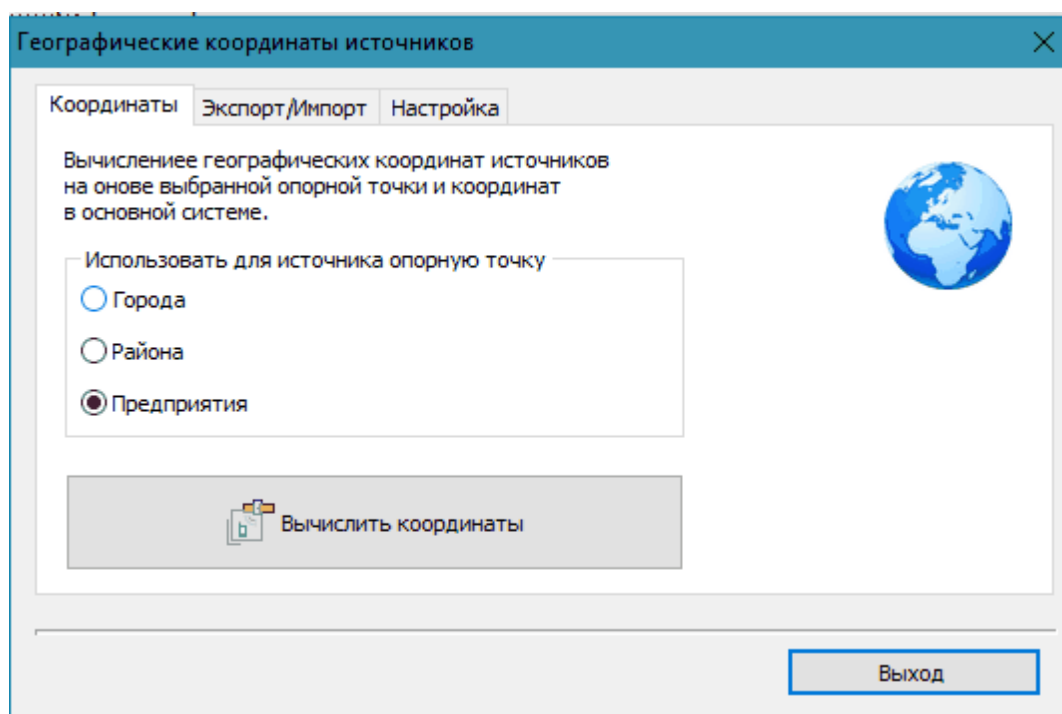 Географические координаты источников
Координаты Экспорт/Импорт Настройка
Вычислениее географических координат источников
на онове выбранной опорной точки и координат
в основной системе.
Использовать для источника опорную точку
Города
Района
Предприятия
Вычислить координаты
Выход